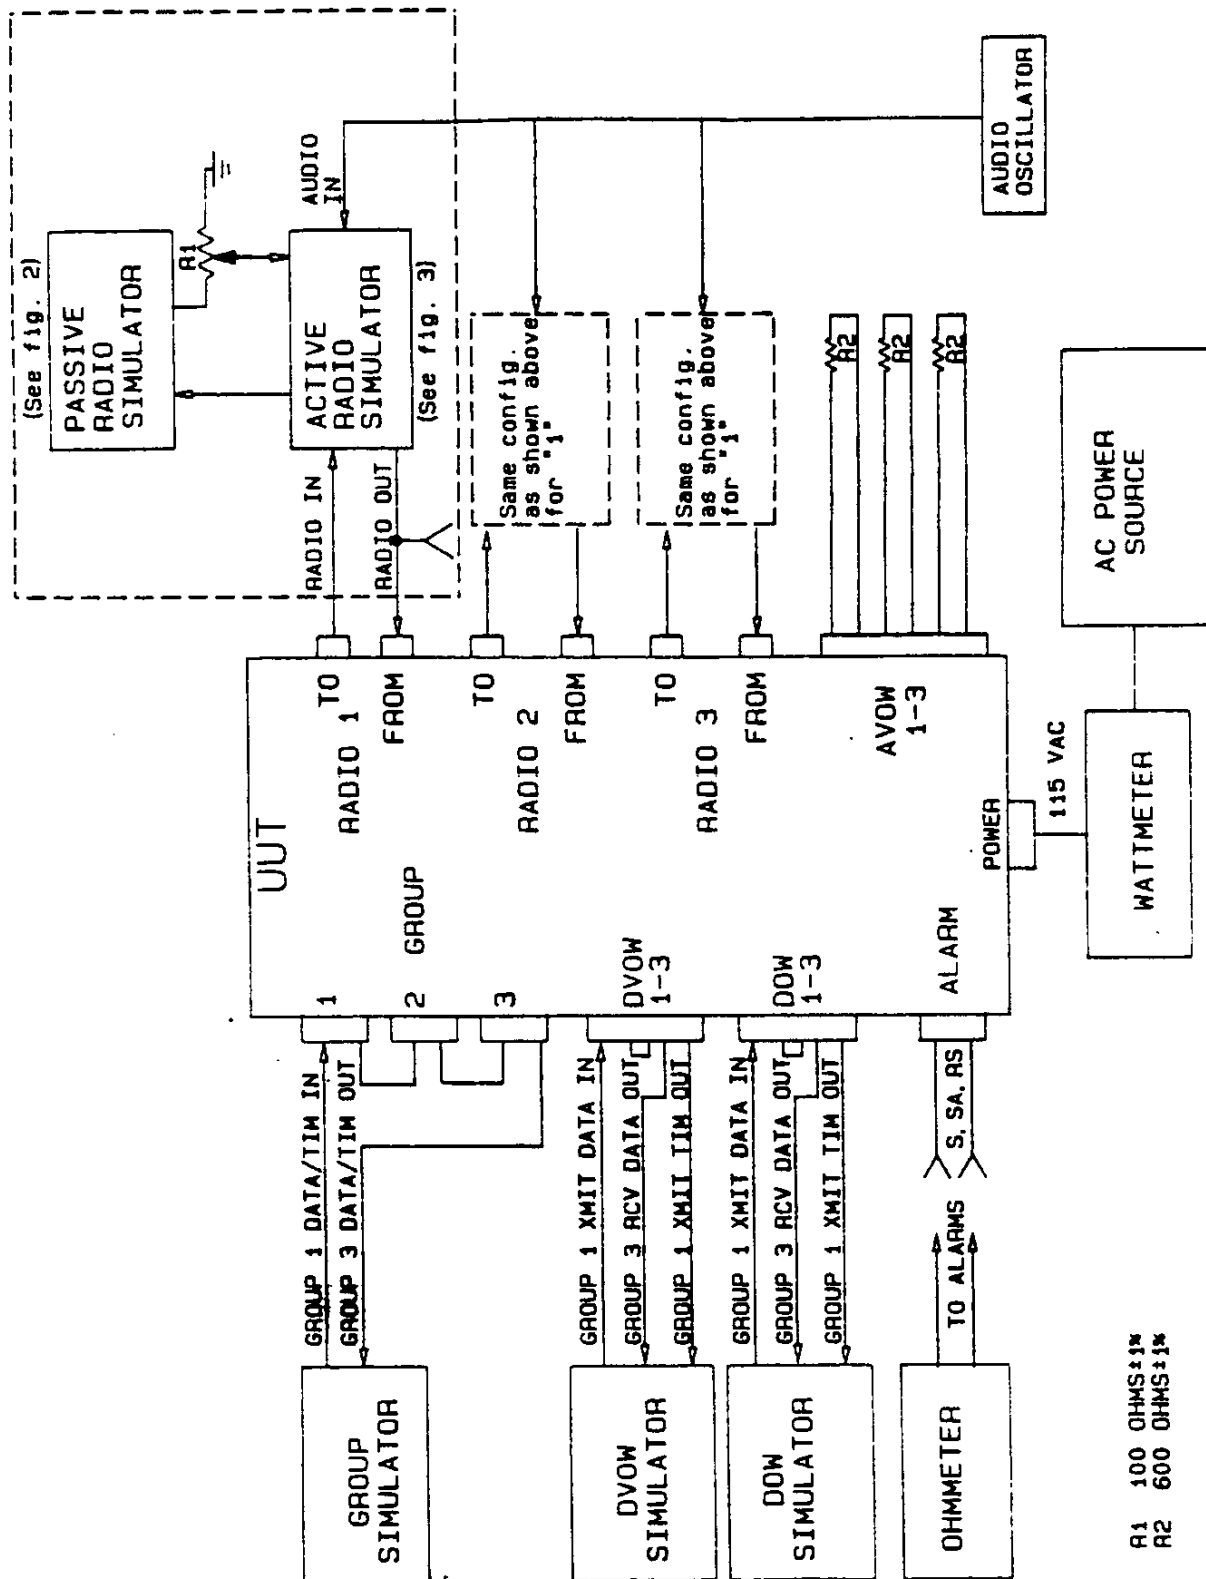 (See fig. 2)
PASSIVE
RADIO
SIMULATOR
R1
ACTIVE
RADIO
SIMULATOR
(See fig. 3)
AUDIO
IN
RADIO IN
RADIO OUT
Same config.
as shown above
for "1"
Same config.
as shown above
for "1"
AUDIO
OSCILLATOR
R2
R2
R2
UUT
TO
RADIO 1
FROM
TO
RADIO 2
FROM
TO
RADIO 3
FROM
AVOW
1-3
GROUP
1
2
3
DVOW
1-3
DOW
1-3
ALARM
POWER
115 VAC
WATTMETER
AC POWER
SOURCE
GROUP 1 DATA/TIM IN
GROUP 3 DATA/TIM OUT
GROUP 1 XMIT DATA IN
GROUP 3 RCV DATA OUT
GROUP 1 XMIT TIM OUT
GROUP 1 XMIT DATA IN
GROUP 3 RCV DATA OUT
GROUP 1 XMIT TIM OUT
TO ALARMS
S, SA, RS
GROUP
SIMULATOR
DVOW
SIMULATOR
DOW
SIMULATOR
OHMMETER
R1 100 OHMS±1%
R2 600 OHMS±1%